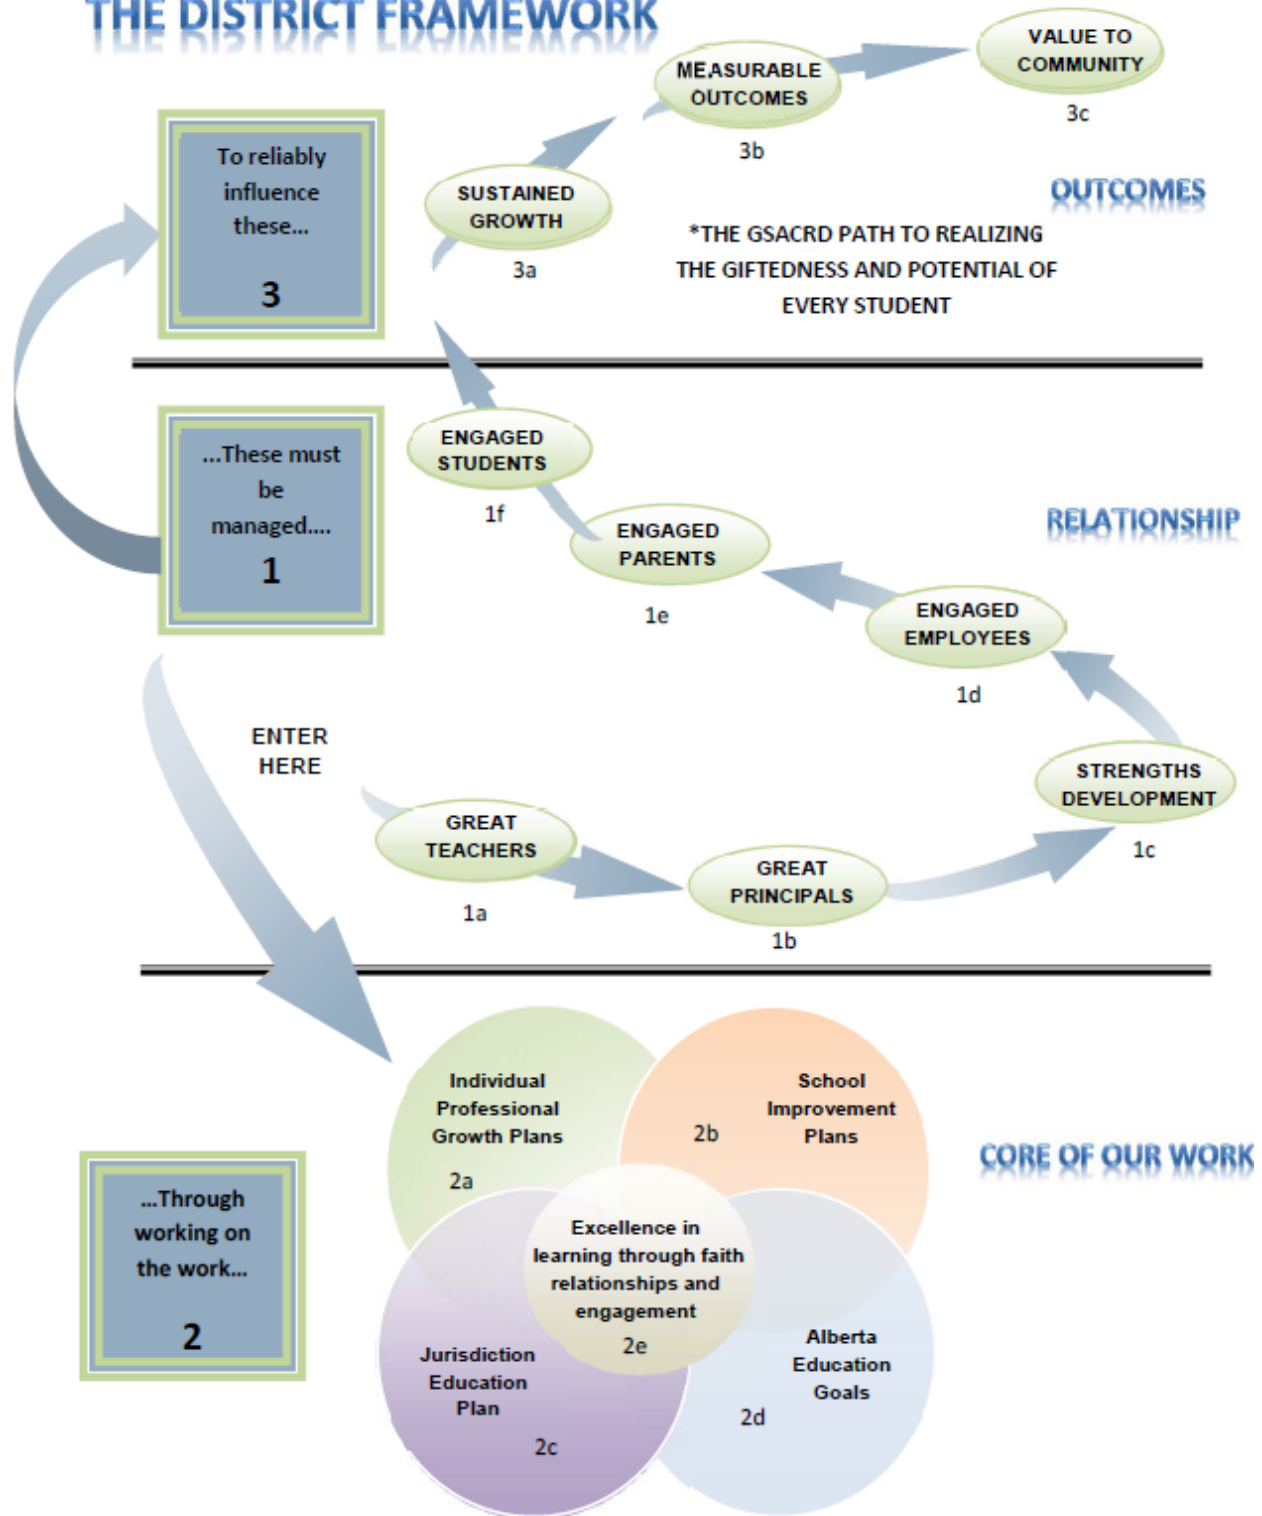 THE DISTRICT FRAMEWORK
VALUE TO
COMMUNITY
3c
MEASURABLE
OUTCOMES
3b
To reliably
influence
these...
3
SUSTAINED
GROWTH
3a
OUTCOMES
*THE GSACRD PATH TO REALIZING
THE GIFTEDNESS AND POTENTIAL OF
EVERY STUDENT
...These must
be
managed....
1
ENGAGED
STUDENTS
1f
ENGAGED
PARENTS
1e
RELATIONSHIP
ENGAGED
EMPLOYEES
1d
ENTER
HERE
STRENGTHS
DEVELOPMENT
1c
GREAT
TEACHERS
1a
GREAT
PRINCIPALS
1b
Individual
Professional
Growth Plans
2a
School
Improvement
Plans
2b
CORE OF OUR WORK
...Through
working on
the work...
2
Excellence in
learning through faith
relationships and
engagement
2e
Jurisdiction
Education
Plan
2c
Alberta
Education
Goals
2d